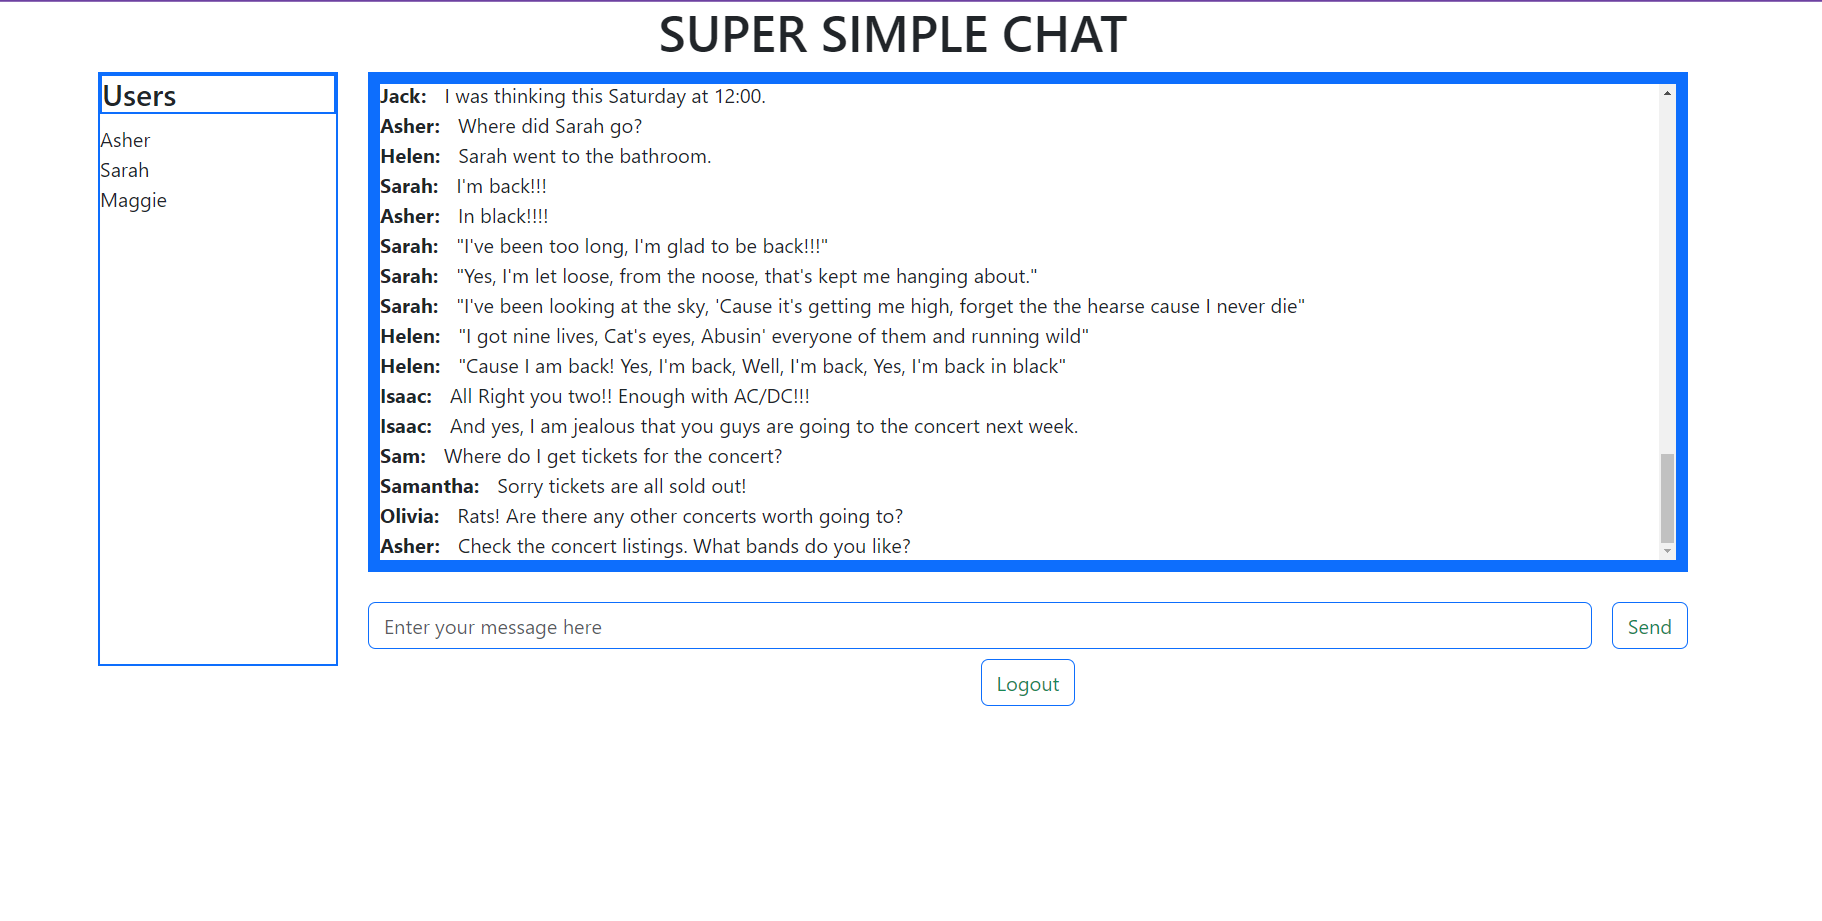 SUPER SIMPLE CHAT
Users
Asher
Sarah
Maggie
Jack: I was thinking this Saturday at 12:00.
Asher: Where did Sarah go?
Helen: Sarah went to the bathroom.
Sarah: I'm back!!!
Asher: In black!!!!
Sarah: "I've been too long, I'm glad to be back!!!"
Sarah: "Yes, I'm let loose, from the noose, that's kept me hanging about."
Sarah: "I've been looking at the sky, 'Cause it's getting me high, forget the the hearse cause I never die"
Helen: "I got nine lives, Cat's eyes, Abusin' everyone of them and running wild"
Helen: "Cause I am back! Yes, I'm back, Well, I'm back, Yes, I'm back in black"
Isaac: All Right you two!! Enough with AC/DC!!!
Isaac: And yes, I am jealous that you guys are going to the concert next week.
Sam: Where do I get tickets for the concert?
Samantha: Sorry tickets are all sold out!
Olivia: Rats! Are there any other concerts worth going to?
Asher: Check the concert listings. What bands do you like?
Enter your message here
Send
Logout